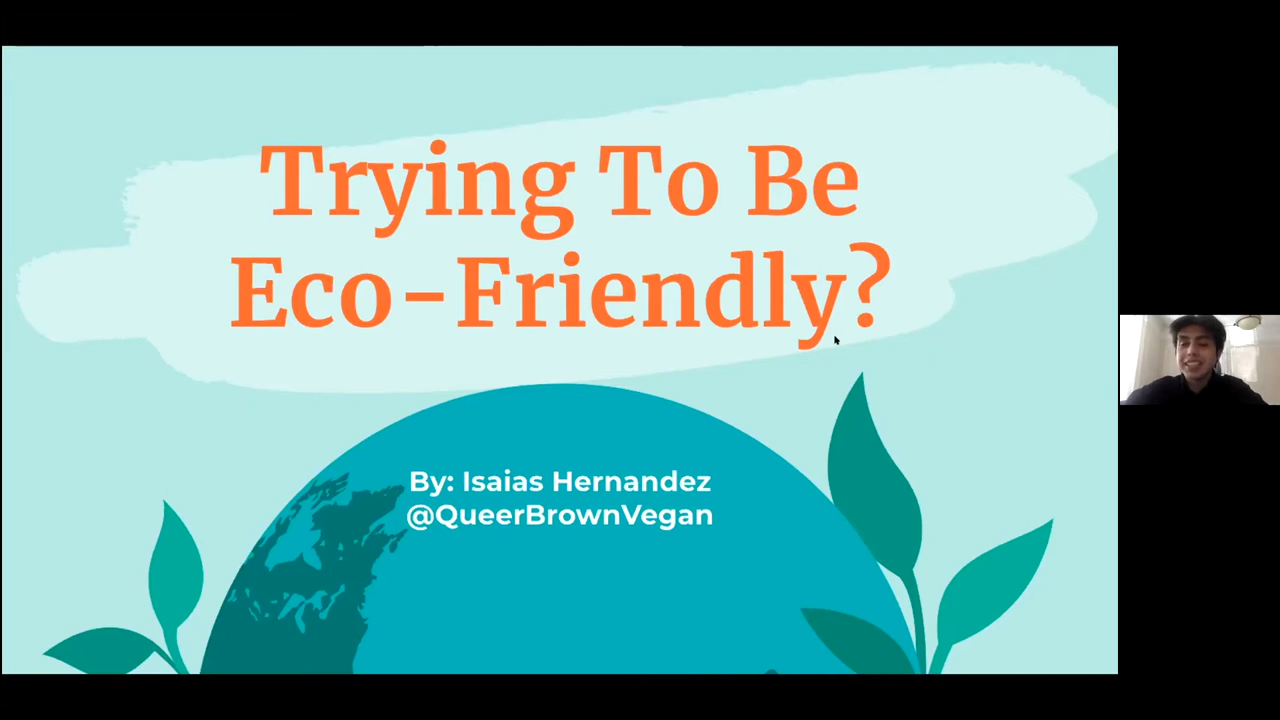 Trying To Be
Eco-Friendly?
By: Isaias Hernandez
@QueerBrownVegan